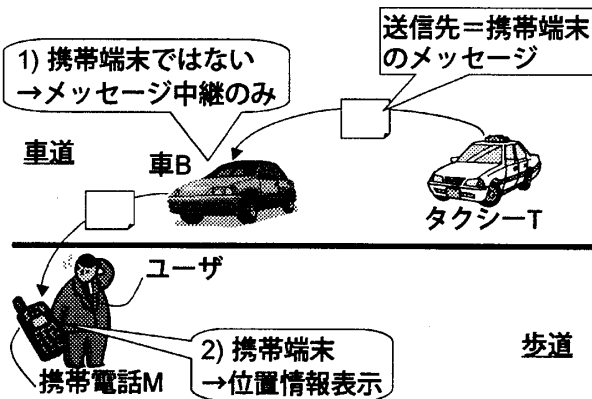 送信先＝携帯端末
のメッセージ
1) 携帯端末ではない
→メッセージ中継のみ
車道
車B
タクシーT
ユーザ
2) 携帯端末
→位置情報表示
携帯電話M
歩道